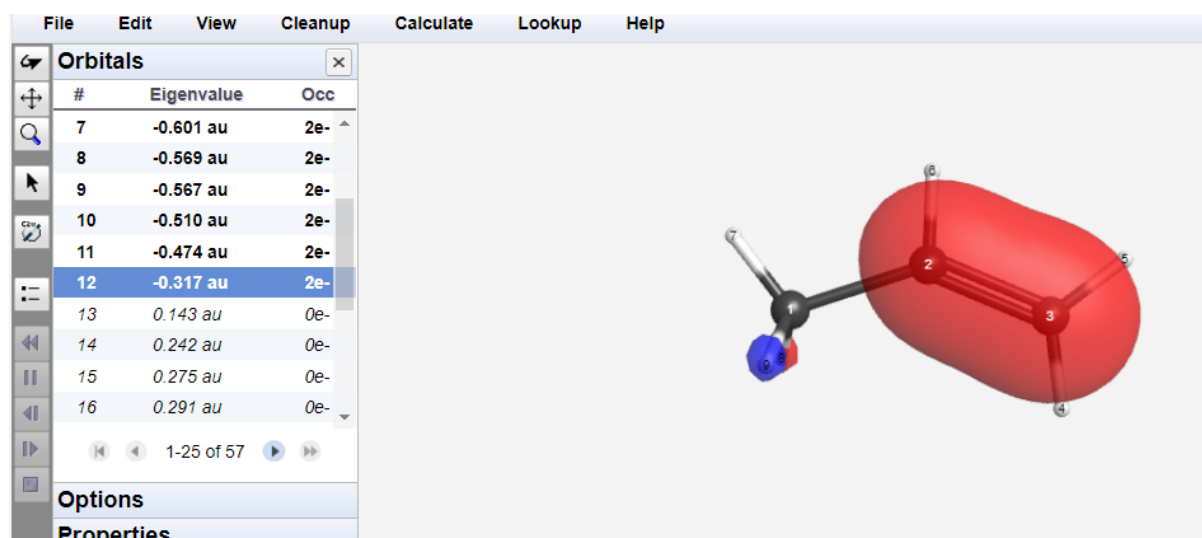 File Edit View Cleanup Calculate Lookup Help
Orbitals ×
# Eigenvalue Occ
7 -0.601 au 2e-
8 -0.569 au 2e-
9 -0.567 au 2e-
10 -0.510 au 2e-
11 -0.474 au 2e-
12 -0.317 au 2e-
13 0.143 au 0e-
14 0.242 au 0e-
15 0.275 au 0e-
16 0.291 au 0e-
1-25 of 57
Options
Properties
6
7
2
5
1
3
9 8
4